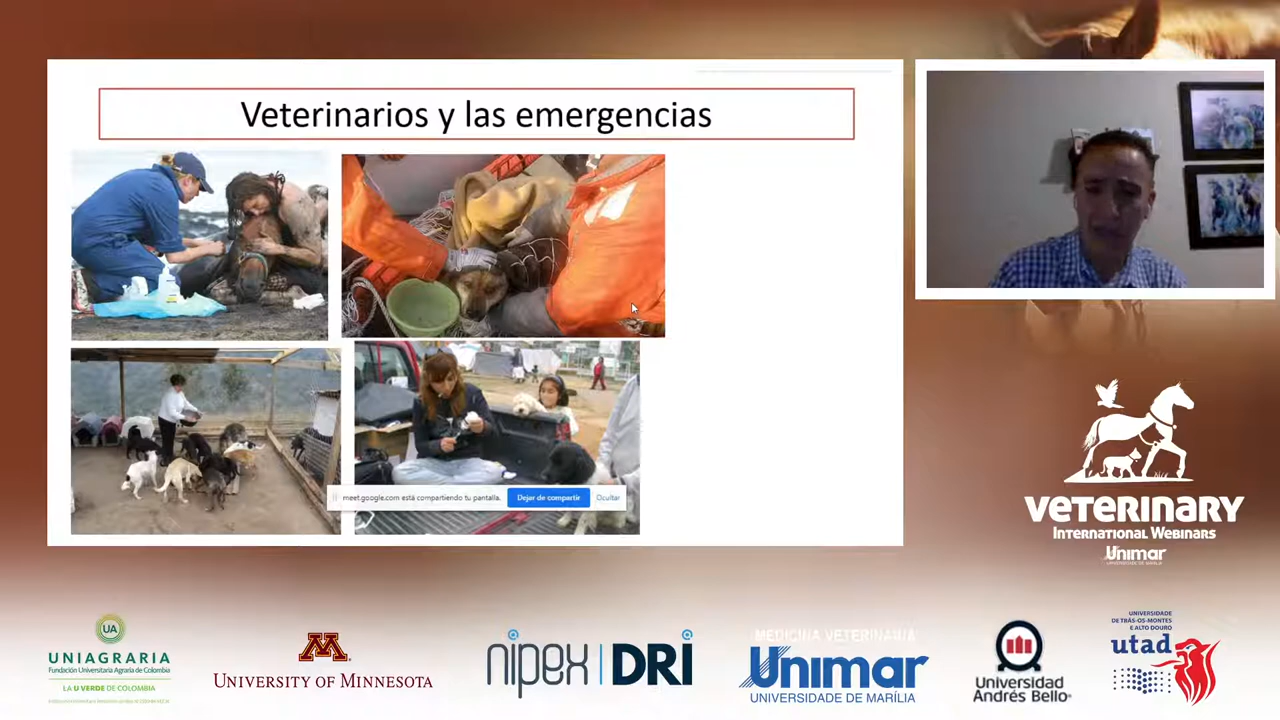 Veterinarios y las emergencias
meet.google.com está compartiendo tu pantalla.
Dejar de compartir
Ocultar
VETERINARY
INTERNATIONAL WEBINARS
Unimar
UA
UNIAGRARIA
Fundación Universitaria Agraria de Colombia
LA U VERDE DE COLOMBIA
M
UNIVERSITY OF MINNESOTA
nipex DRI
MEDICINA VETERINÁRIA
Unimar
UNIVERSIDADE DE MARÍLIA
Universidad
Andrés Bello
UNIVERSIDADE
DE TRÁS-OS-MONTES
E ALTO DOURO
utad